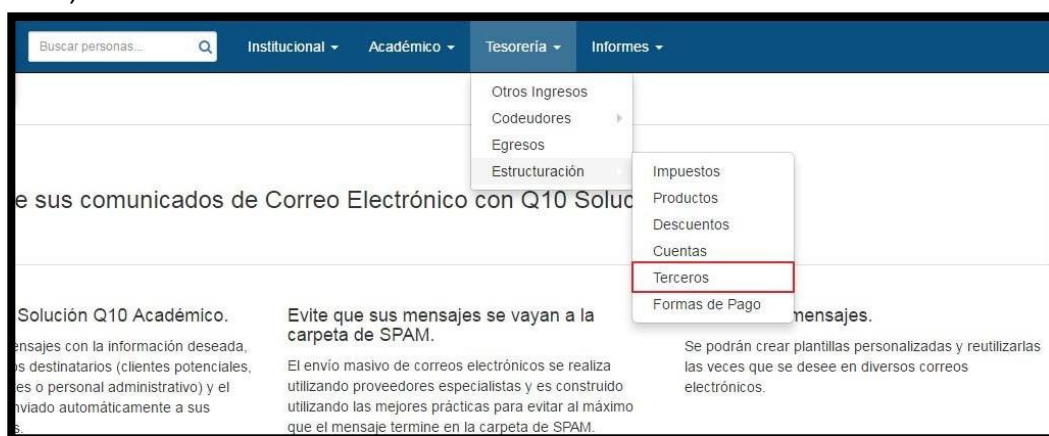 Buscar personas... Institucional Académico Tesorería Informes
Otros Ingresos
Codeudores
Egresos
Estructuración
Impuestos
Productos
Descuentos
Cuentas
Terceros
Formas de Pago
e sus comunicados de Correo Electrónico con Q10 Soluc
Solución Q10 Académico.
ensajes con la información deseada,
os destinatarios (clientes potenciales,
es o personal administrativo) y el
nviado automáticamente a sus
s.
Evite que sus mensajes se vayan a la
carpeta de SPAM.
El envío masivo de correos electrónicos se realiza
utilizando proveedores especialistas y es construido
utilizando las mejores prácticas para evitar al máximo
que el mensaje termine en la carpeta de SPAM.
mensajes.
Se podrán crear plantillas personalizadas y reutilizarlas
las veces que se desee en diversos correos
electrónicos.